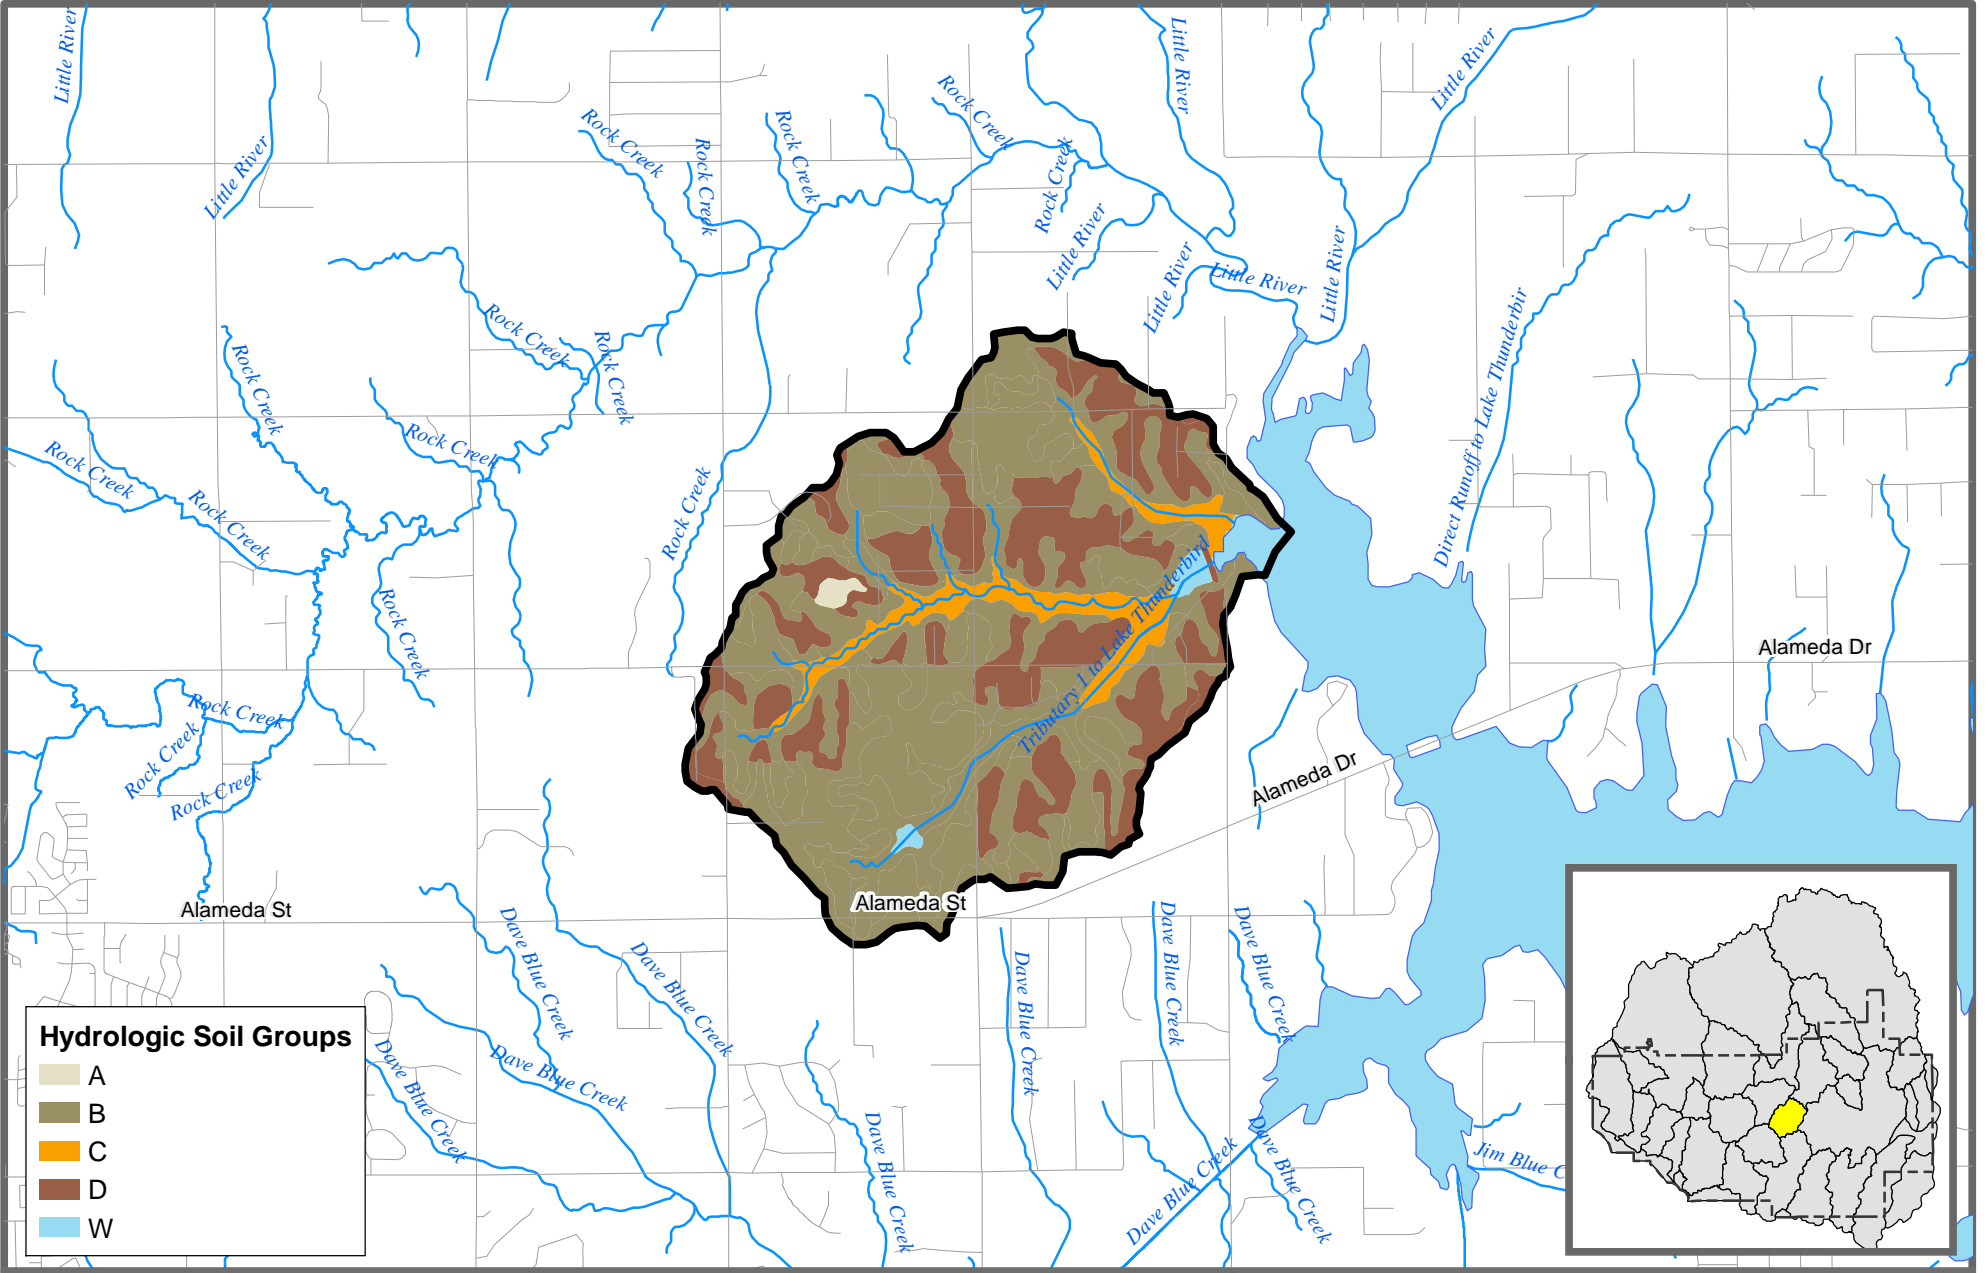 Little River
Little River
Little River
Little River
Rock Creek
Rock Creek
Rock Creek
Rock Creek
Rock Creek
Little River
Little River
Little River
Little River
Little River
Rock Creek
Rock Creek
Rock Creek
Rock Creek
Rock Creek
Rock Creek
Rock Creek
Rock Creek
Rock Creek
Rock Creek
Rock Creek
Rock Creek
Direct Runoff to Lake Thunderbir
Tributary 1 to Lake Thunderbird
Alameda Dr
Alameda Dr
Alameda St
Alameda St
Dave Blue Creek
Dave Blue Creek
Dave Blue Creek
Dave Blue Creek
Dave Blue Creek
Dave Blue Creek
Dave Blue Creek
Dave Blue Creek
Dave Blue Creek
Dave Blue Creek
Jim Blue C
Hydrologic Soil Groups
A
B
C
D
W